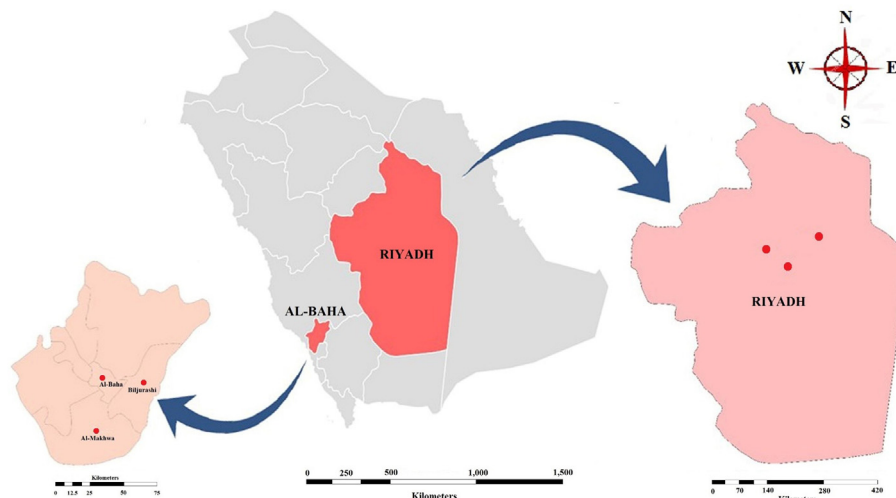 N
W E
S
RIYADH
AL-BAHA
RIYADH
Al-Baha
Biljurashi
Al-Makhwa
Kilometers
0 12.5 25 50 75
0 250 500 1,000 1,500
Kilometers
0 70 140 280 420
Kilometers